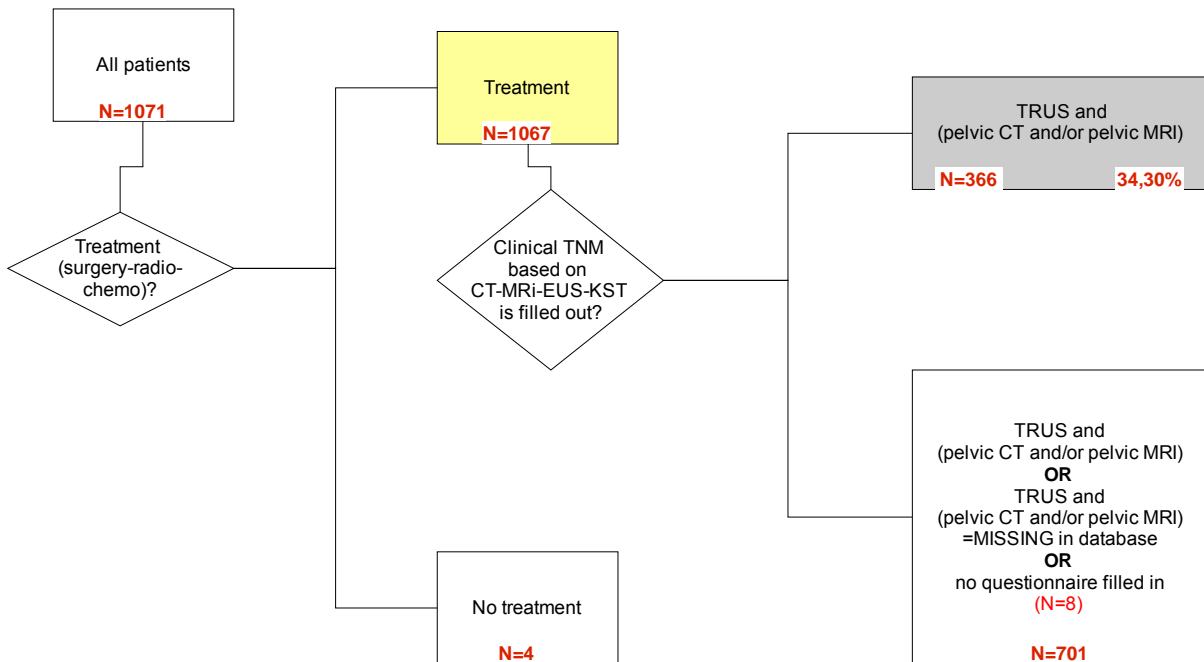 All patients
N=1071
Treatment
(surgery-radio-
chemo)?
Treatment
N=1067
Clinical TNM
based on
CT-MRi-EUS-KST
is filled out?
No treatment
N=4
TRUS and
(pelvic CT and/or pelvic MRI)
N=366 34,30%
TRUS and
(pelvic CT and/or pelvic MRI)
OR
TRUS and
(pelvic CT and/or pelvic MRI)
=MISSING in database
OR
no questionnaire filled in
(N=8)
N=701